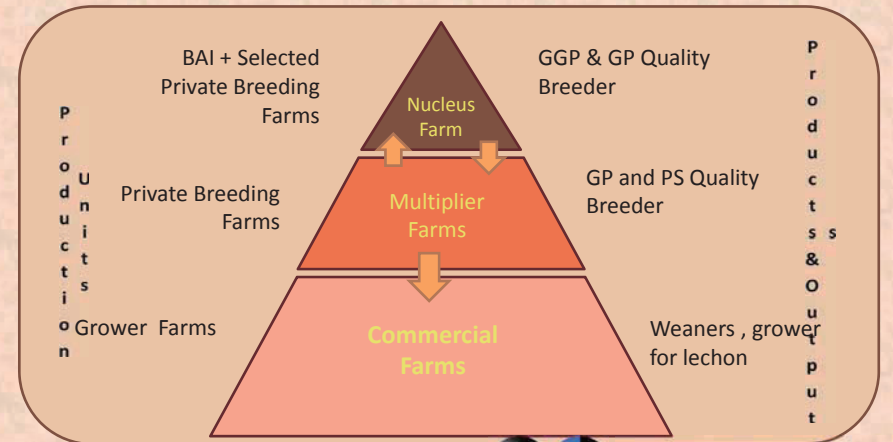 BAI + Selected
Private Breeding
Farms
Nucleus
Farm
GGP & GP Quality
Breeder
Production
Units
Private Breeding
Farms
Multiplier
Farms
GP and PS Quality
Breeder
Products&Output
s
Grower Farms
Commercial
Farms
Weaners , grower
for lechon